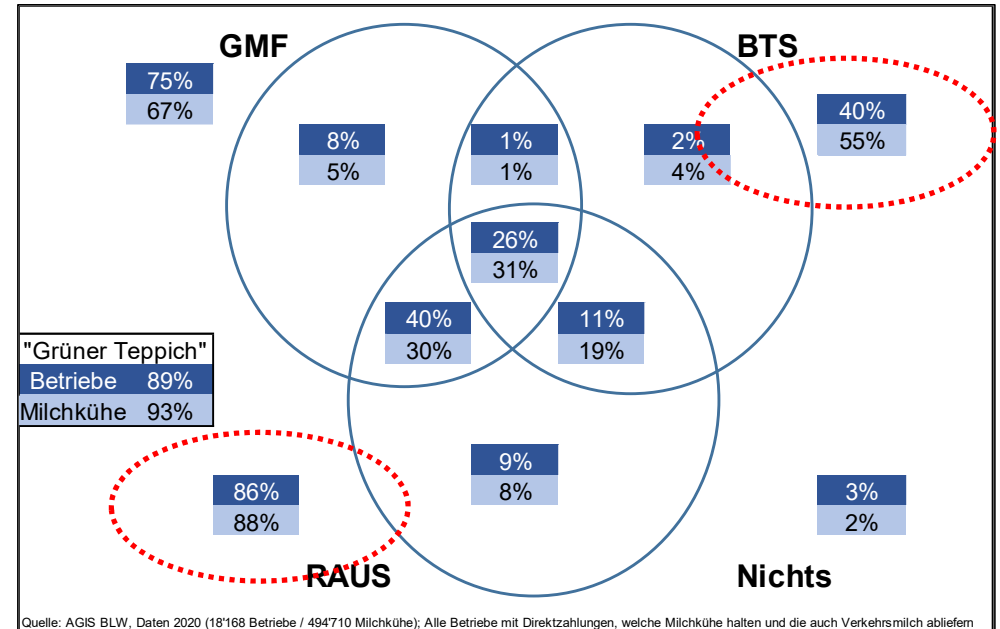 GMF
BTS
75%
67%
40%
55%
8%
5%
1%
1%
2%
4%
26%
31%
40%
30%
11%
19%
"Grüner Teppich"
Betriebe 89%
Milchkühe 93%
9%
8%
86%
88%
3%
2%
RAUS
Nichts
Quelle: AGIS BLW, Daten 2020 (18'168 Betriebe / 494'710 Milchkühe); Alle Betriebe mit Direktzahlungen, welche Milchkühe halten und die auch Verkehrsmilch abliefern